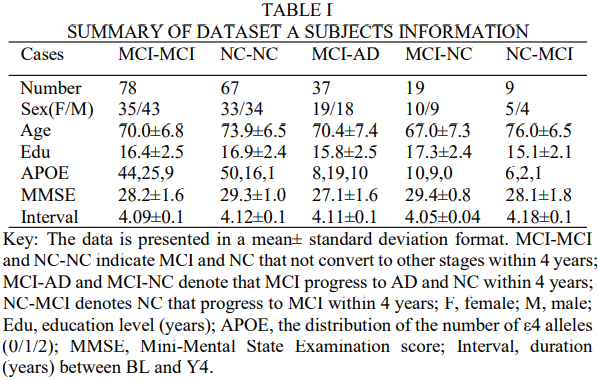 TABLE I
SUMMARY OF DATASET A SUBJECTS INFORMATION
Cases MCI-MCI NC-NC MCI-AD MCI-NC NC-MCI
Number 78 67 37 19 9
Sex(F/M) 35/43 33/34 19/18 10/9 5/4
Age 70.0±6.8 73.9±6.5 70.4±7.4 67.0±7.3 76.0±6.5
Edu 16.4±2.5 16.9±2.4 15.8±2.5 17.3±2.4 15.1±2.1
APOE 44,25,9 50,16,1 8,19,10 10,9,0 6,2,1
MMSE 28.2±1.6 29.3±1.0 27.1±1.6 29.4±0.8 28.1±1.8
Interval 4.09±0.1 4.12±0.1 4.11±0.1 4.05±0.04 4.18±0.1
Key: The data is presented in a mean± standard deviation format. MCI-MCI
and NC-NC indicate MCI and NC that not convert to other stages within 4 years;
MCI-AD and MCI-NC denote that MCI progress to AD and NC within 4 years;
NC-MCI denotes NC that progress to MCI within 4 years; F, female; M, male;
Edu, education level (years); APOE, the distribution of the number of ε4 alleles
(0/1/2); MMSE, Mini-Mental State Examination score; Interval, duration
(years) between BL and Y4.